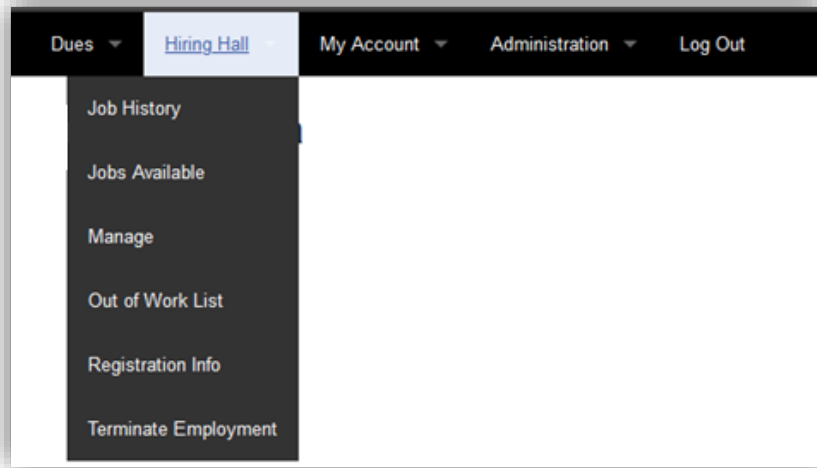 Dues
Hiring Hall
My Account
Administration
Log Out
Job History
Jobs Available
Manage
Out of Work List
Registration Info
Terminate Employment